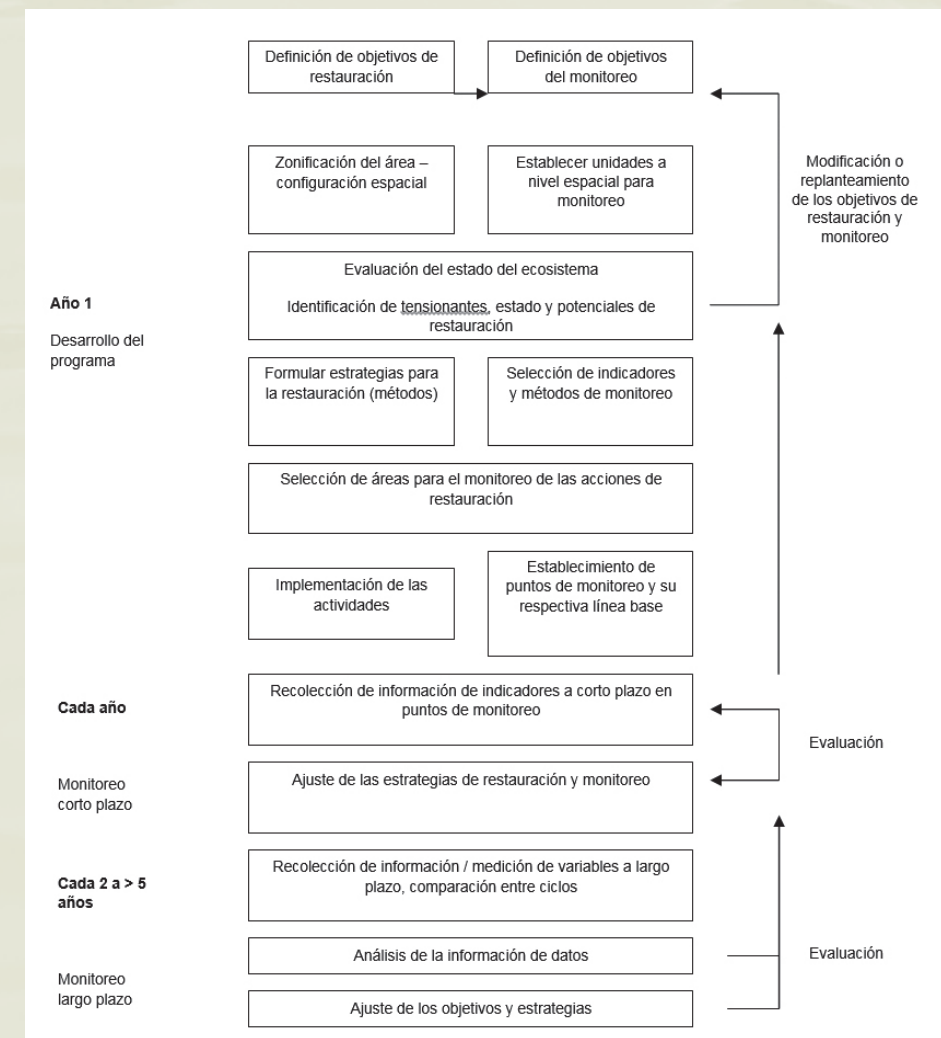 Definición de objetivos de
restauración
Definición de objetivos
del monitoreo
Zonificación del área –
configuración espacial
Establecer unidades a
nivel espacial para
monitoreo
Modificación o
replanteamiento
de los objetivos de
restauración y
monitoreo
Evaluación del estado del ecosistema
Identificación de tensionantes, estado y potenciales de
restauración
Año 1
Desarrollo del
programa
Formular estrategias para
la restauración (métodos)
Selección de indicadores
y métodos de monitoreo
Selección de áreas para el monitoreo de las acciones de
restauración
Implementación de las
actividades
Establecimiento de
puntos de monitoreo y su
respectiva línea base
Cada año
Recolección de información de indicadores a corto plazo en
puntos de monitoreo
Evaluación
Monitoreo
corto plazo
Ajuste de las estrategias de restauración y monitoreo
Cada 2 a > 5
años
Recolección de información / medición de variables a largo
plazo, comparación entre ciclos
Análisis de la información de datos
Evaluación
Monitoreo
largo plazo
Ajuste de los objetivos y estrategias